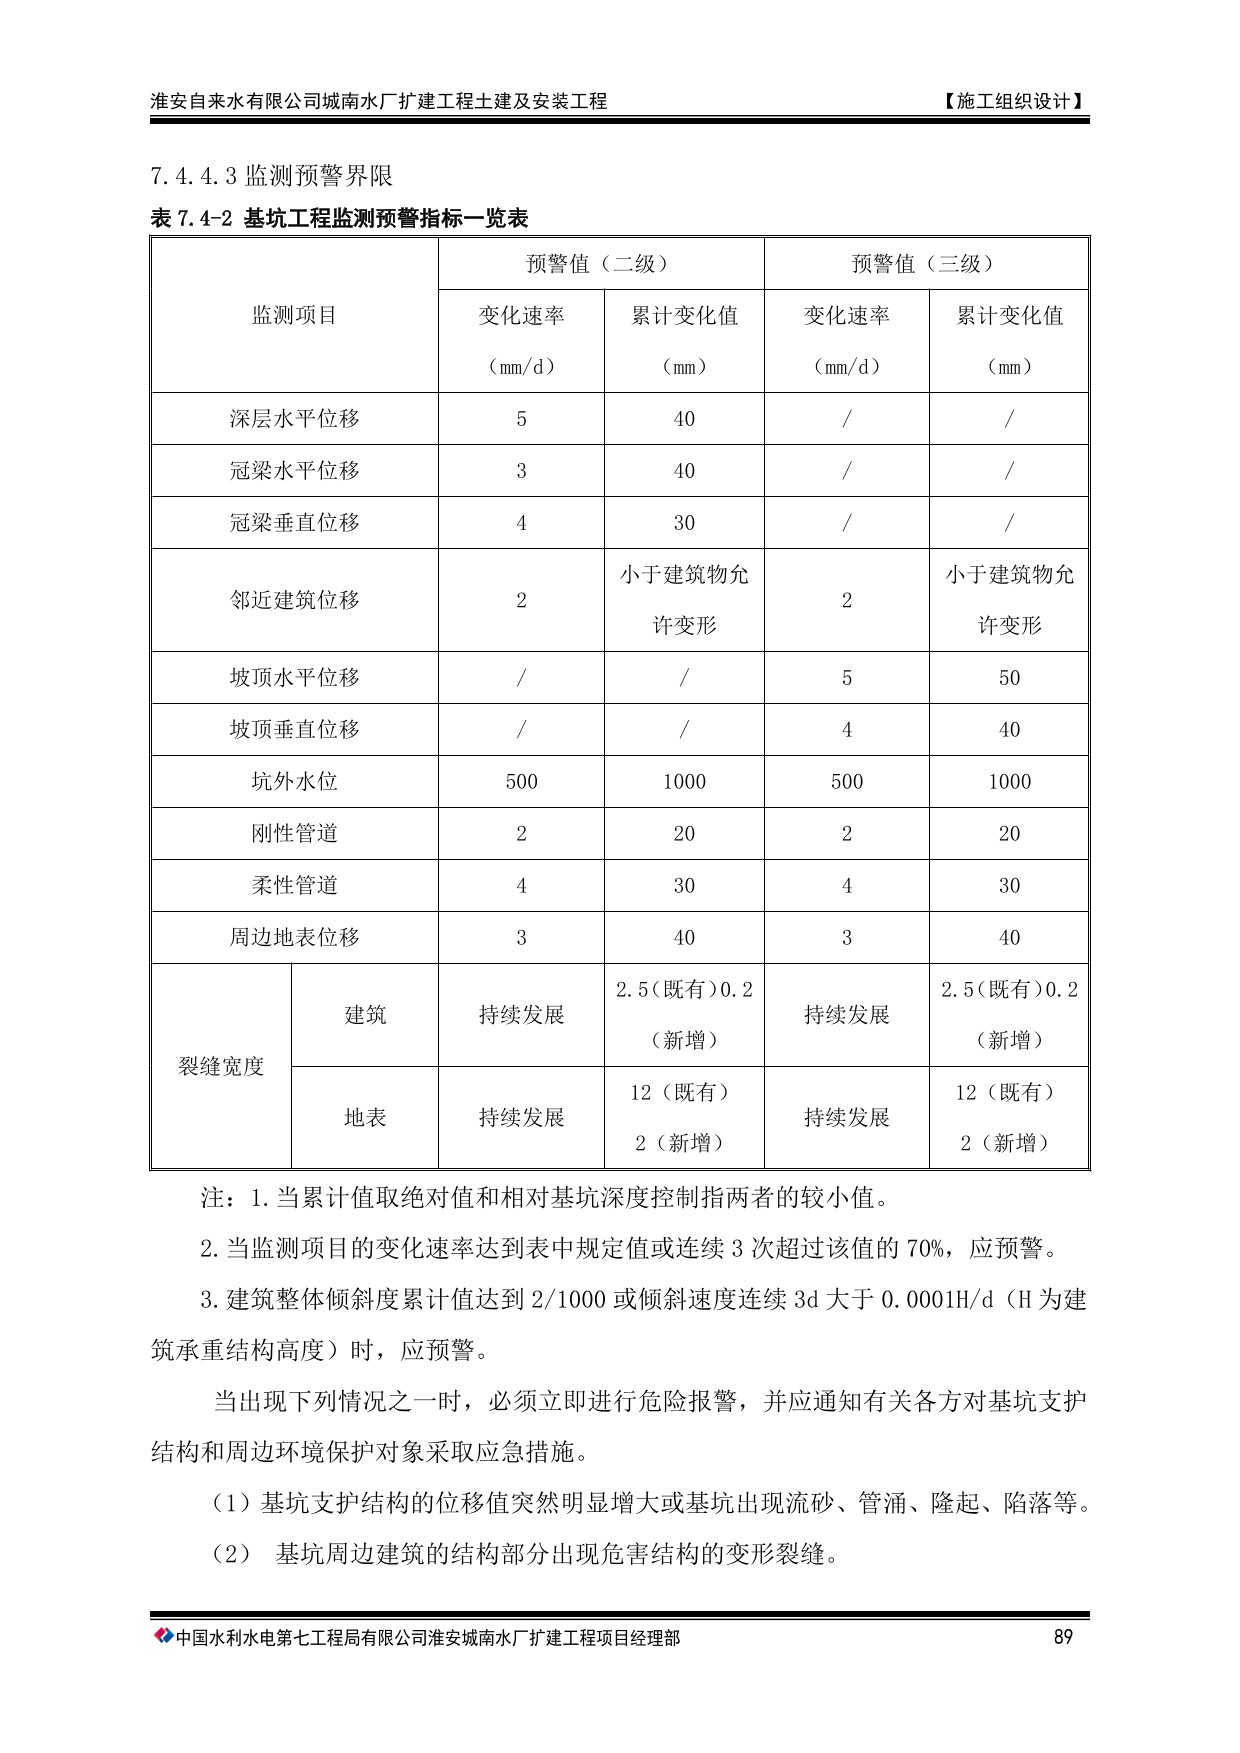 淮安自来水有限公司城南水厂扩建工程土建及安装工程 【施工组织设计】
7.4.4.3 监测预警界限
表 7.4-2 基坑工程监测预警指标一览表
监测项目 预警值（二级） 预警值（三级）
变化速率 累计变化值 变化速率 累计变化值
（mm/d） （mm） （mm/d） （mm）
深层水平位移 5 40 / /
冠梁水平位移 3 40 / /
冠梁垂直位移 4 30 / /
邻近建筑位移 2 小于建筑物允 2 小于建筑物允
许变形 许变形
坡顶水平位移 / / 5 50
坡顶垂直位移 / / 4 40
坑外水位 500 1000 500 1000
刚性管道 2 20 2 20
柔性管道 4 30 4 30
周边地表位移 3 40 3 40
裂缝宽度 建筑 持续发展 2.5(既有)0.2 持续发展 2.5(既有)0.2
（新增） （新增）
地表 持续发展 12（既有） 持续发展 12（既有）
2（新增） 2（新增）
注：1.当累计值取绝对值和相对基坑深度控制指两者的较小值。
2.当监测项目的变化速率达到表中规定值或连续 3 次超过该值的 70%，应预警。
3.建筑整体倾斜度累计值达到 2/1000 或倾斜速度连续 3d 大于 0.0001H/d（H 为建
筑承重结构高度）时，应预警。
当出现下列情况之一时，必须立即进行危险报警，并应通知有关各方对基坑支护
结构和周边环境保护对象采取应急措施。
（1）基坑支护结构的位移值突然明显增大或基坑出现流砂、管涌、隆起、陷落等。
（2） 基坑周边建筑的结构部分出现危害结构的变形裂缝。
中国水利水电第七工程局有限公司淮安城南水厂扩建工程项目经理部 89